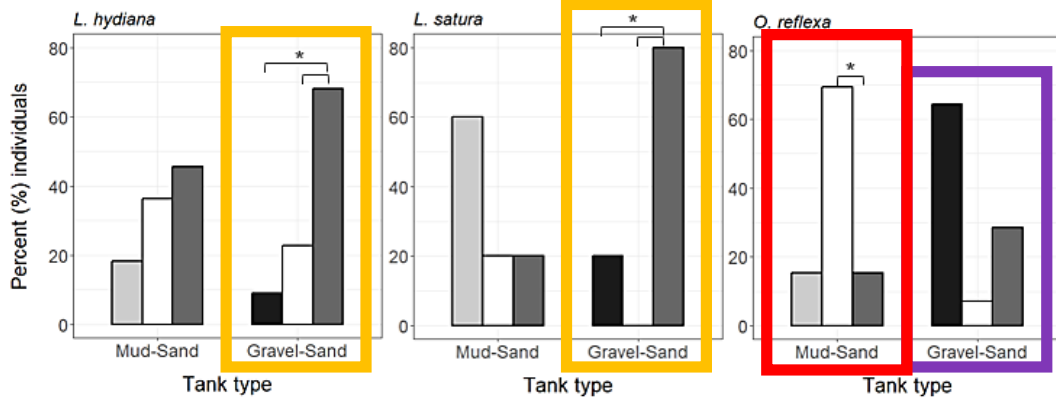 L. hydiana
L. satura
O. reflexa
Percent (%) individuals
80
60
40
20
0
*
Mud-Sand Gravel-Sand
Tank type
80
60
40
20
0
*
Mud-Sand Gravel-Sand
Tank type
80
60
40
20
0
*
Mud-Sand Gravel-Sand
Tank type